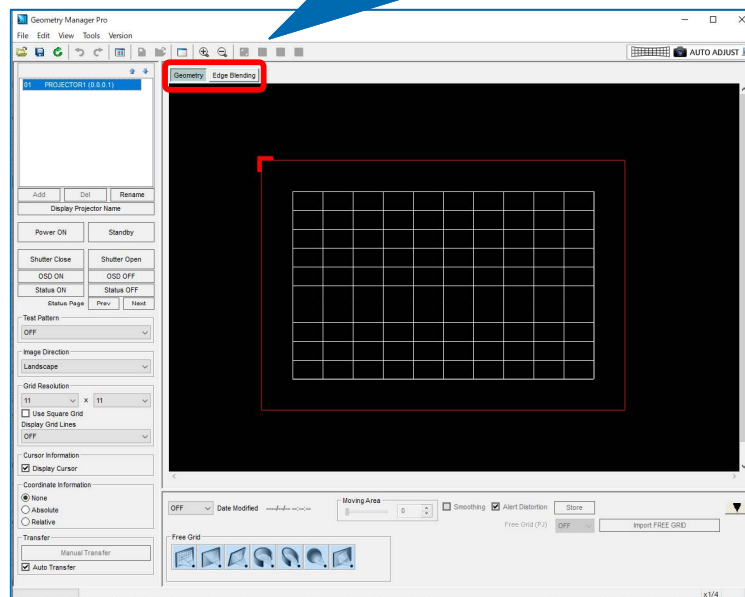 Geometry Manager Pro
File Edit View Tools Version
AUTO ADJUST
Geometry Edge Blending
01 PROJECTOR1 (0.0.0.1)
Add Del Rename
Display Projector Name
Power ON Standby
Shutter Close Shutter Open
OSD ON OSD OFF
Status ON Status OFF
Status Page Prev Next
Test Pattern
OFF
Image Direction
Landscape
Grid Resolution
11 x 11
Use Square Grid
Display Grid Lines
OFF
Cursor Information
Display Cursor
Coordinate Information
None
Absolute
Relative
Transfer
Manual Transfer
Auto Transfer
OFF Date Modified ----/--/-- --:--:-- Moving Area 0 Smoothing Alert Distortion Store
Free Grid (PJ) OFF Import FREE GRID
Free Grid
x1/4